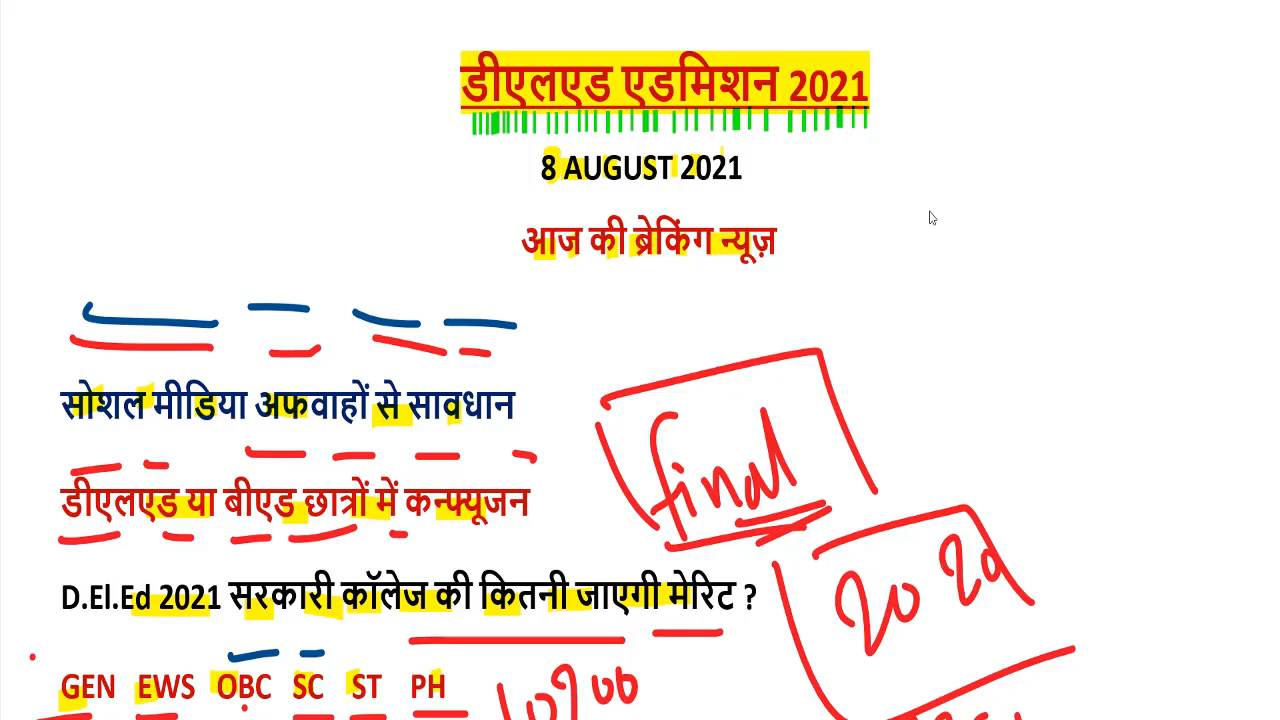 डीएलएड एडमिशन 2021
8 AUGUST 2021
आज की ब्रेकिंग न्यूज़
सोशल मीडिया अफवाहों से सावधान
डीएलएड या बीएड छात्रों में कन्फ्यूजन
final
D.El.Ed 2021 सरकारी कॉलेज की कितनी जाएगी मेरिट ?
GEN EWS OBC SC ST PH